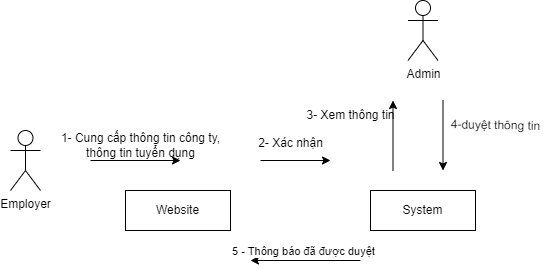 Admin
3- Xem thông tin
4-duyệt thông tin
1- Cung cấp thông tin công ty,
thông tin tuyển dụng
2- Xác nhận
Employer
Website
System
5 - Thông báo đã được duyệt